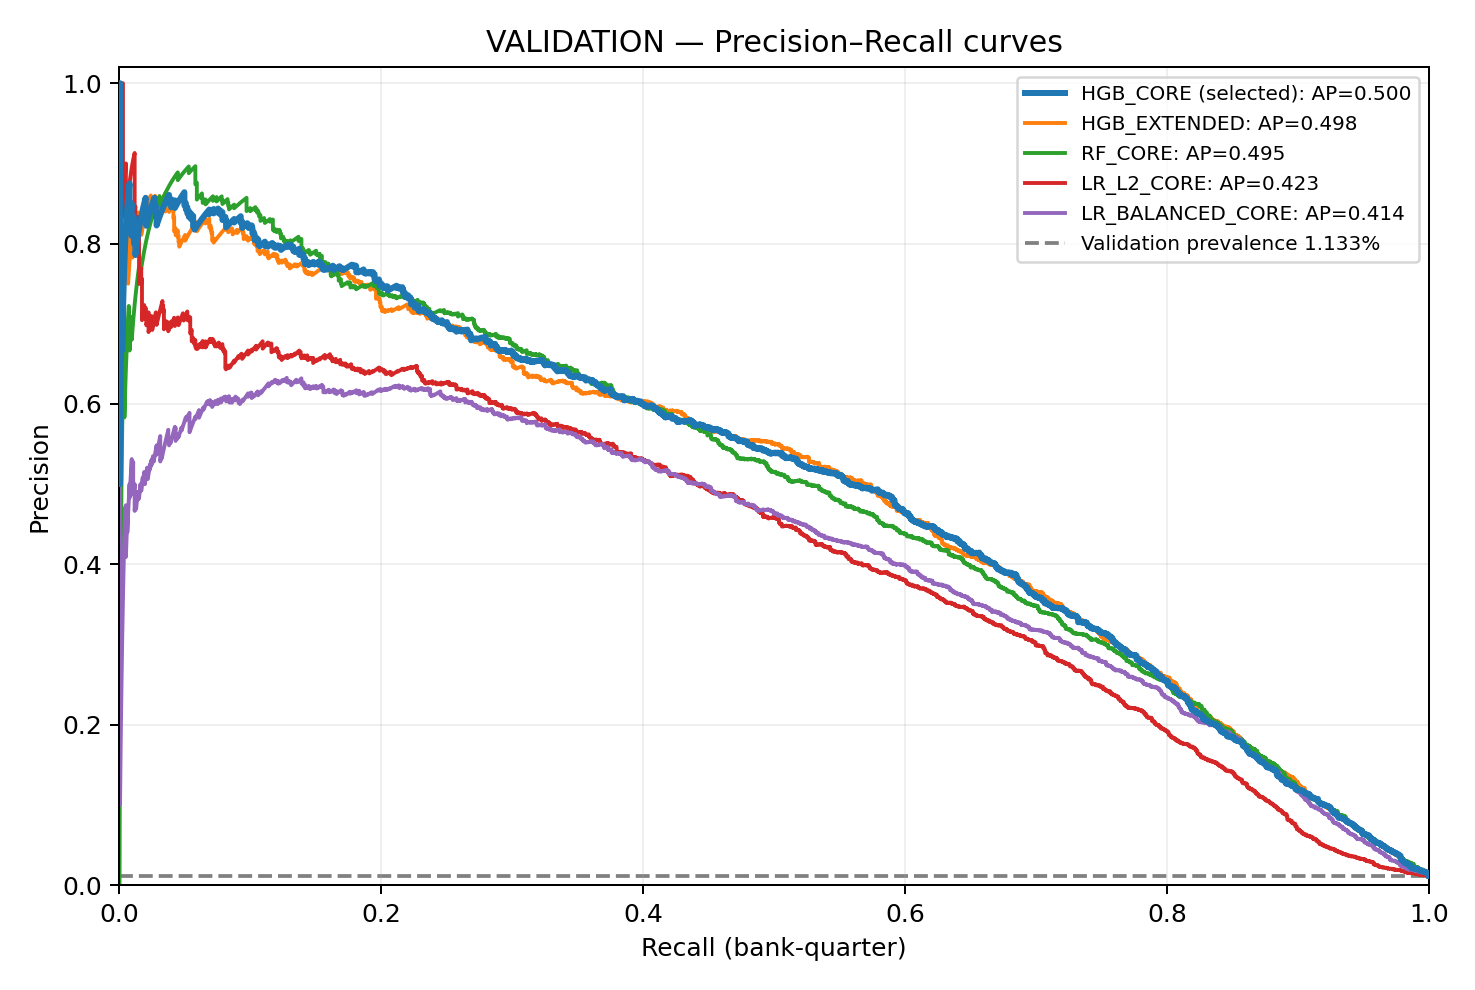 VALIDATION — Precision–Recall curves
HGB_CORE (selected): AP=0.500
HGB_EXTENDED: AP=0.498
RF_CORE: AP=0.495
LR_L2_CORE: AP=0.423
LR_BALANCED_CORE: AP=0.414
Validation prevalence 1.133%
Precision
1.0
0.8
0.6
0.4
0.2
0.0
0.0 0.2 0.4 0.6 0.8 1.0
Recall (bank-quarter)